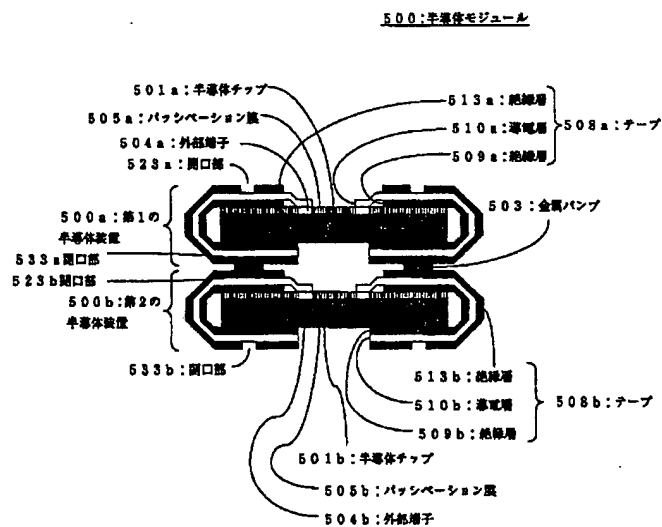 500:半導体モジュール
501a:半導体チップ
505a:パッシベーション膜
504a:外部端子
523a:開口部
500a:第1の
半導体装置
533a開口部
523b開口部
500b:第2の
半導体装置
533b:開口部
513a:絶縁層
510a:導電層
509a:絶縁層
508a:テープ
503:金属バンプ
513b:絶縁層
510b:導電層
509b:絶縁層
508b:テープ
501b:半導体チップ
505b:パッシベーション膜
504b:外部端子